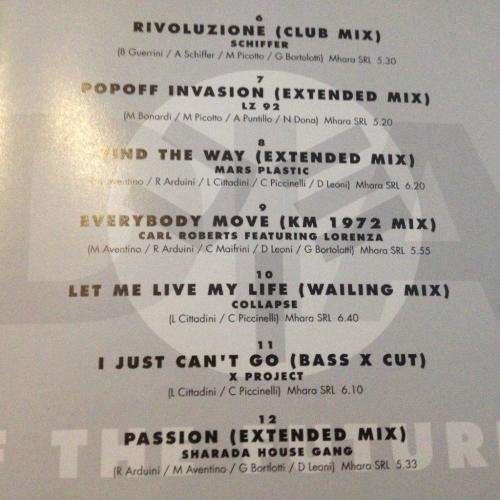 6
RIVOLUZIONE (CLUB MIX)
SCHIFFER
(B Guerrini / A Schiffer / M Picotto / G Bortolotti) Mhara SRL 5.30
7
POPOFF INVASION (EXTENDED MIX)
LZ 92
(M Bonardi / M Picotto / A Puntillo / N Dona) Mhara SRL 5.20
8
FIND THE WAY (EXTENDED MIX)
MARS PLASTIC
Aventino / R Arduini / L Cittadini / C Piccinelli / D Leoni) Mhara SRL 6.20
9
EVERYBODY MOVE (KM 1972 MIX)
CARL ROBERTS FEATURING LORENZA
(M Aventino / R Arduini / C Maifrini / D Leoni / G Bortolatti) Mhara SRL 5.55
10
LET ME LIVE MY LIFE (WAILING MIX)
COLLAPSE
(L Cittadini / C Piccinelli) Mhara SRL 6.40
11
I JUST CAN'T GO (BASS X CUT)
X PROJECT
(L Cittadini / C Piccinelli) Mhara SRL 6.10
12
PASSION (EXTENDED MIX)
SHARADA HOUSE GANG
(R Arduini / M Aventino / G Bortlotti / D Leoni) Mhara SRL 5.33